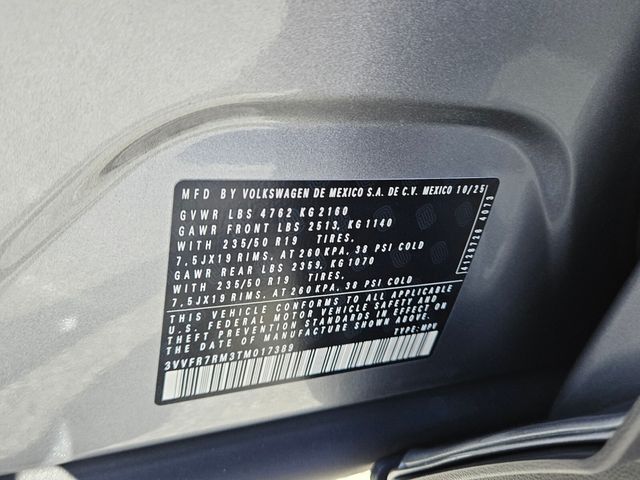 MFD BY VOLKSWAGEN DE MEXICO S.A. DE C.V. MEXICO 10/25
GVWR LBS 4762 KG 2160
GAWR FRONT LBS 2513, KG 1140
WITH 235/50 R19 TIRES,
7.5JX19 RIMS, AT 260 KPA, 38 PSI COLD
GAWR REAR LBS 2359, KG 1070
WITH 235/50 R19 TIRES,
7.5JX19 RIMS, AT 260 KPA, 38 PSI COLD
THIS VEHICLE CONFORMS TO ALL APPLICABLE
U.S. FEDERAL MOTOR VEHICLE SAFETY AND
THEFT PREVENTION STANDARDS IN EFFECT ON
THE DATE OF MANUFACTURE SHOWN ABOVE.
TYPE: MPV
3VVFR7RM3TM017389
4120720 4073